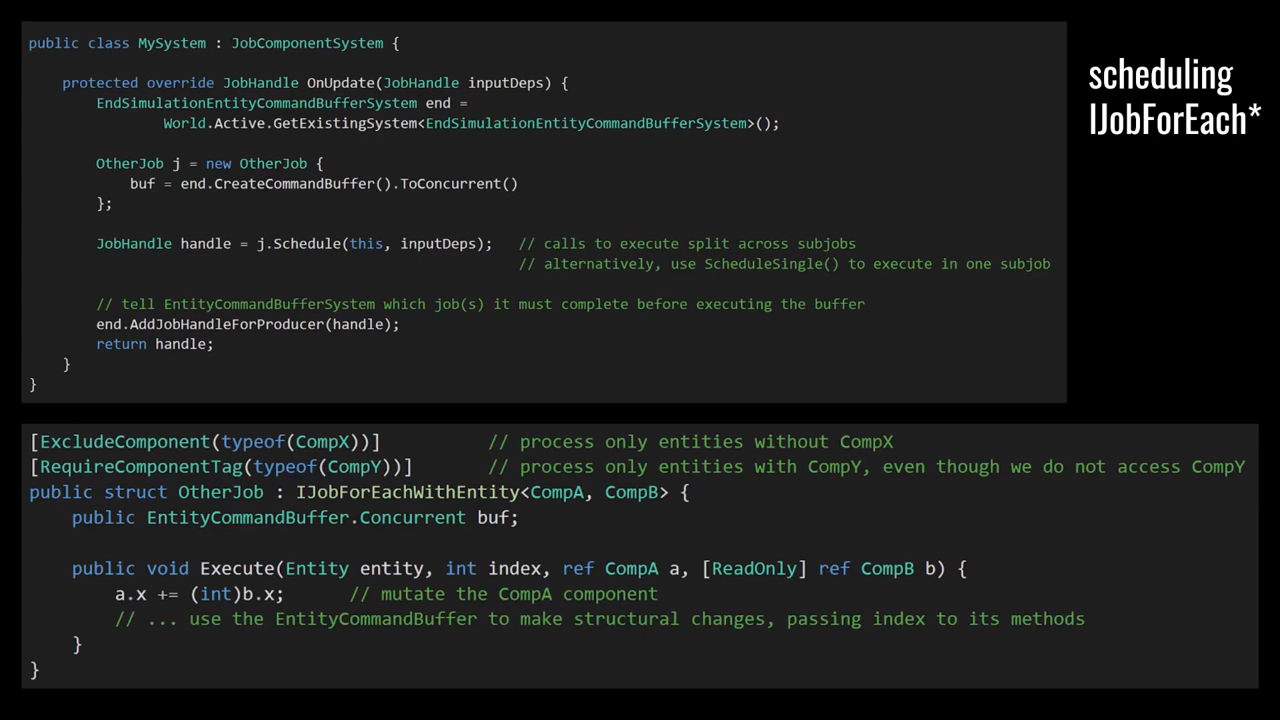 public class MySystem : JobComponentSystem {
protected override JobHandle OnUpdate(JobHandle inputDeps) {
EndSimulationEntityCommandBufferSystem end =
World.Active.GetExistingSystem<EndSimulationEntityCommandBufferSystem>();
OtherJob j = new OtherJob {
buf = end.CreateCommandBuffer().ToConcurrent()
};
JobHandle handle = j.Schedule(this, inputDeps); // calls to execute split across subjobs
// alternatively, use ScheduleSingle() to execute in one subjob
// tell EntityCommandBufferSystem which job(s) it must complete before executing the buffer
end.AddJobHandleForProducer(handle);
return handle;
}
}
scheduling
IJobForEach*
[ExcludeComponent(typeof(CompX))] // process only entities without CompX
[RequireComponentTag(typeof(CompY))] // process only entities with CompY, even though we do not access CompY
public struct OtherJob : IJobForEachWithEntity<CompA, CompB> {
public EntityCommandBuffer.Concurrent buf;
public void Execute(Entity entity, int index, ref CompA a, [ReadOnly] ref CompB b) {
a.x += (int)b.x; // mutate the CompA component
// ... use the EntityCommandBuffer to make structural changes, passing index to its methods
}
}